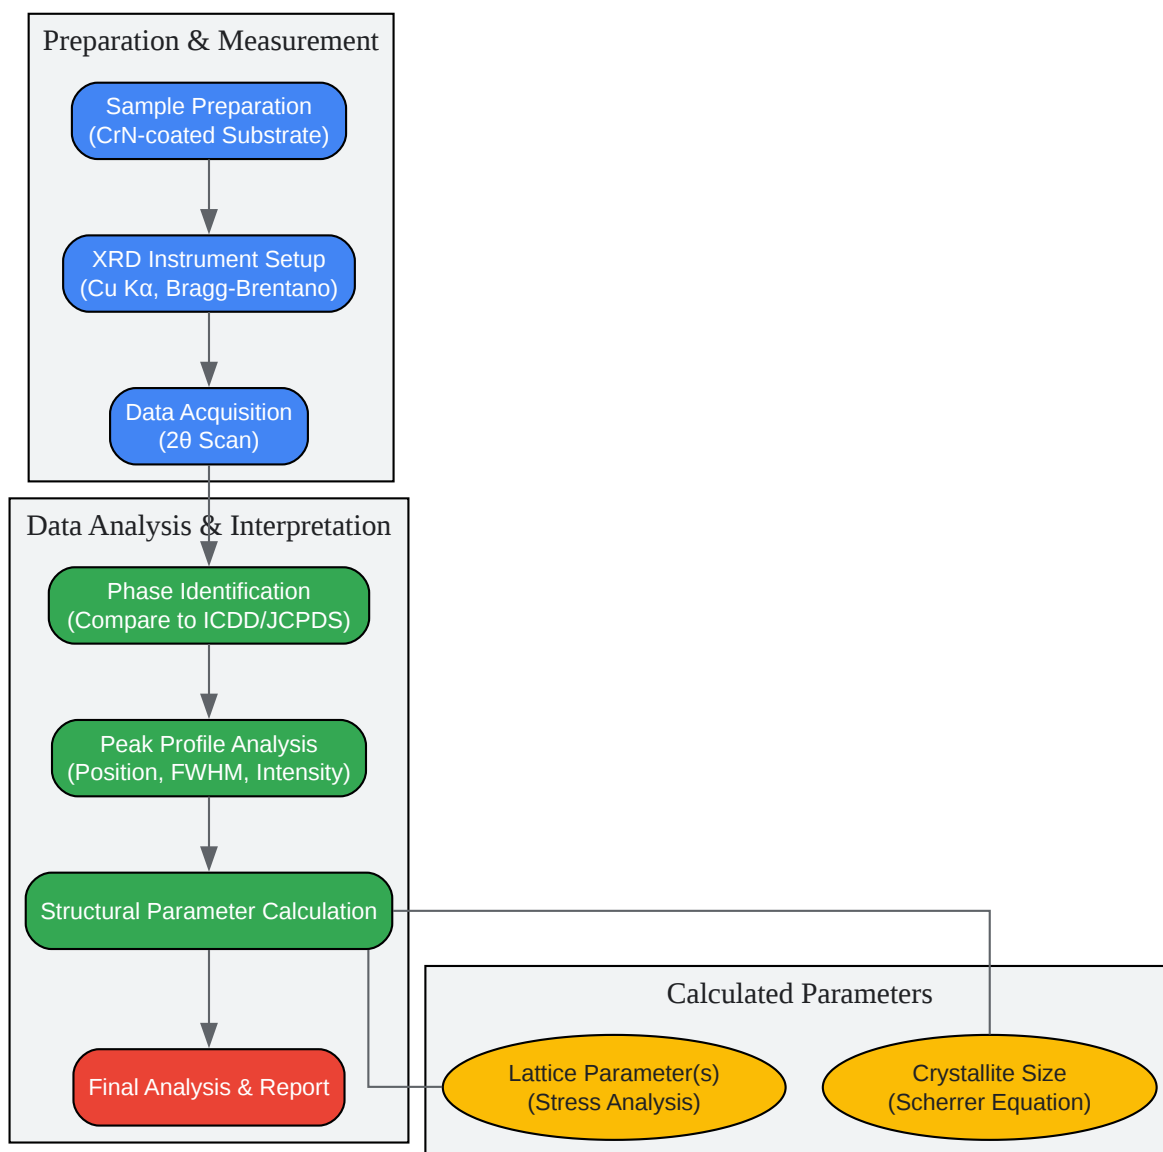 Preparation & Measurement
Sample Preparation
(CrN-coated Substrate)
XRD Instrument Setup
(Cu Kα, Bragg-Brentano)
Data Acquisition
(2θ Scan)
Data Analysis & Interpretation
Phase Identification
(Compare to ICDD/JCPDS)
Peak Profile Analysis
(Position, FWHM, Intensity)
Structural Parameter Calculation
Final Analysis & Report
Calculated Parameters
Lattice Parameter(s)
(Stress Analysis)
Crystallite Size
(Scherrer Equation)